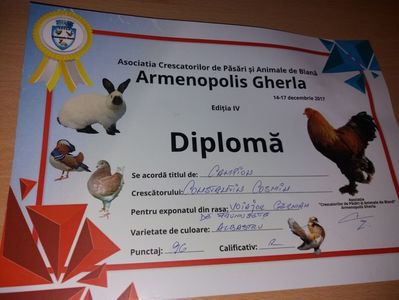 Asociatia Crescatorilor de Păsări și Animale de Blană
Armenopolis Gherla
14-17 decembrie 2017
Ediția IV
Diplomă
Se acordă titlul de: CAMPION
Crescătorului: CONSTANTIN COSMIN
Pentru exponatul din rasa: VOIAJOR GERMAN
DE FRUMUSEȚE
Varietate de culoare: ALBASTRU
Punctaj: 96 Calificativ:
Asociatia
"Crescatorilor de Păsări și Animale de Blană"
Armenopolis Gherla